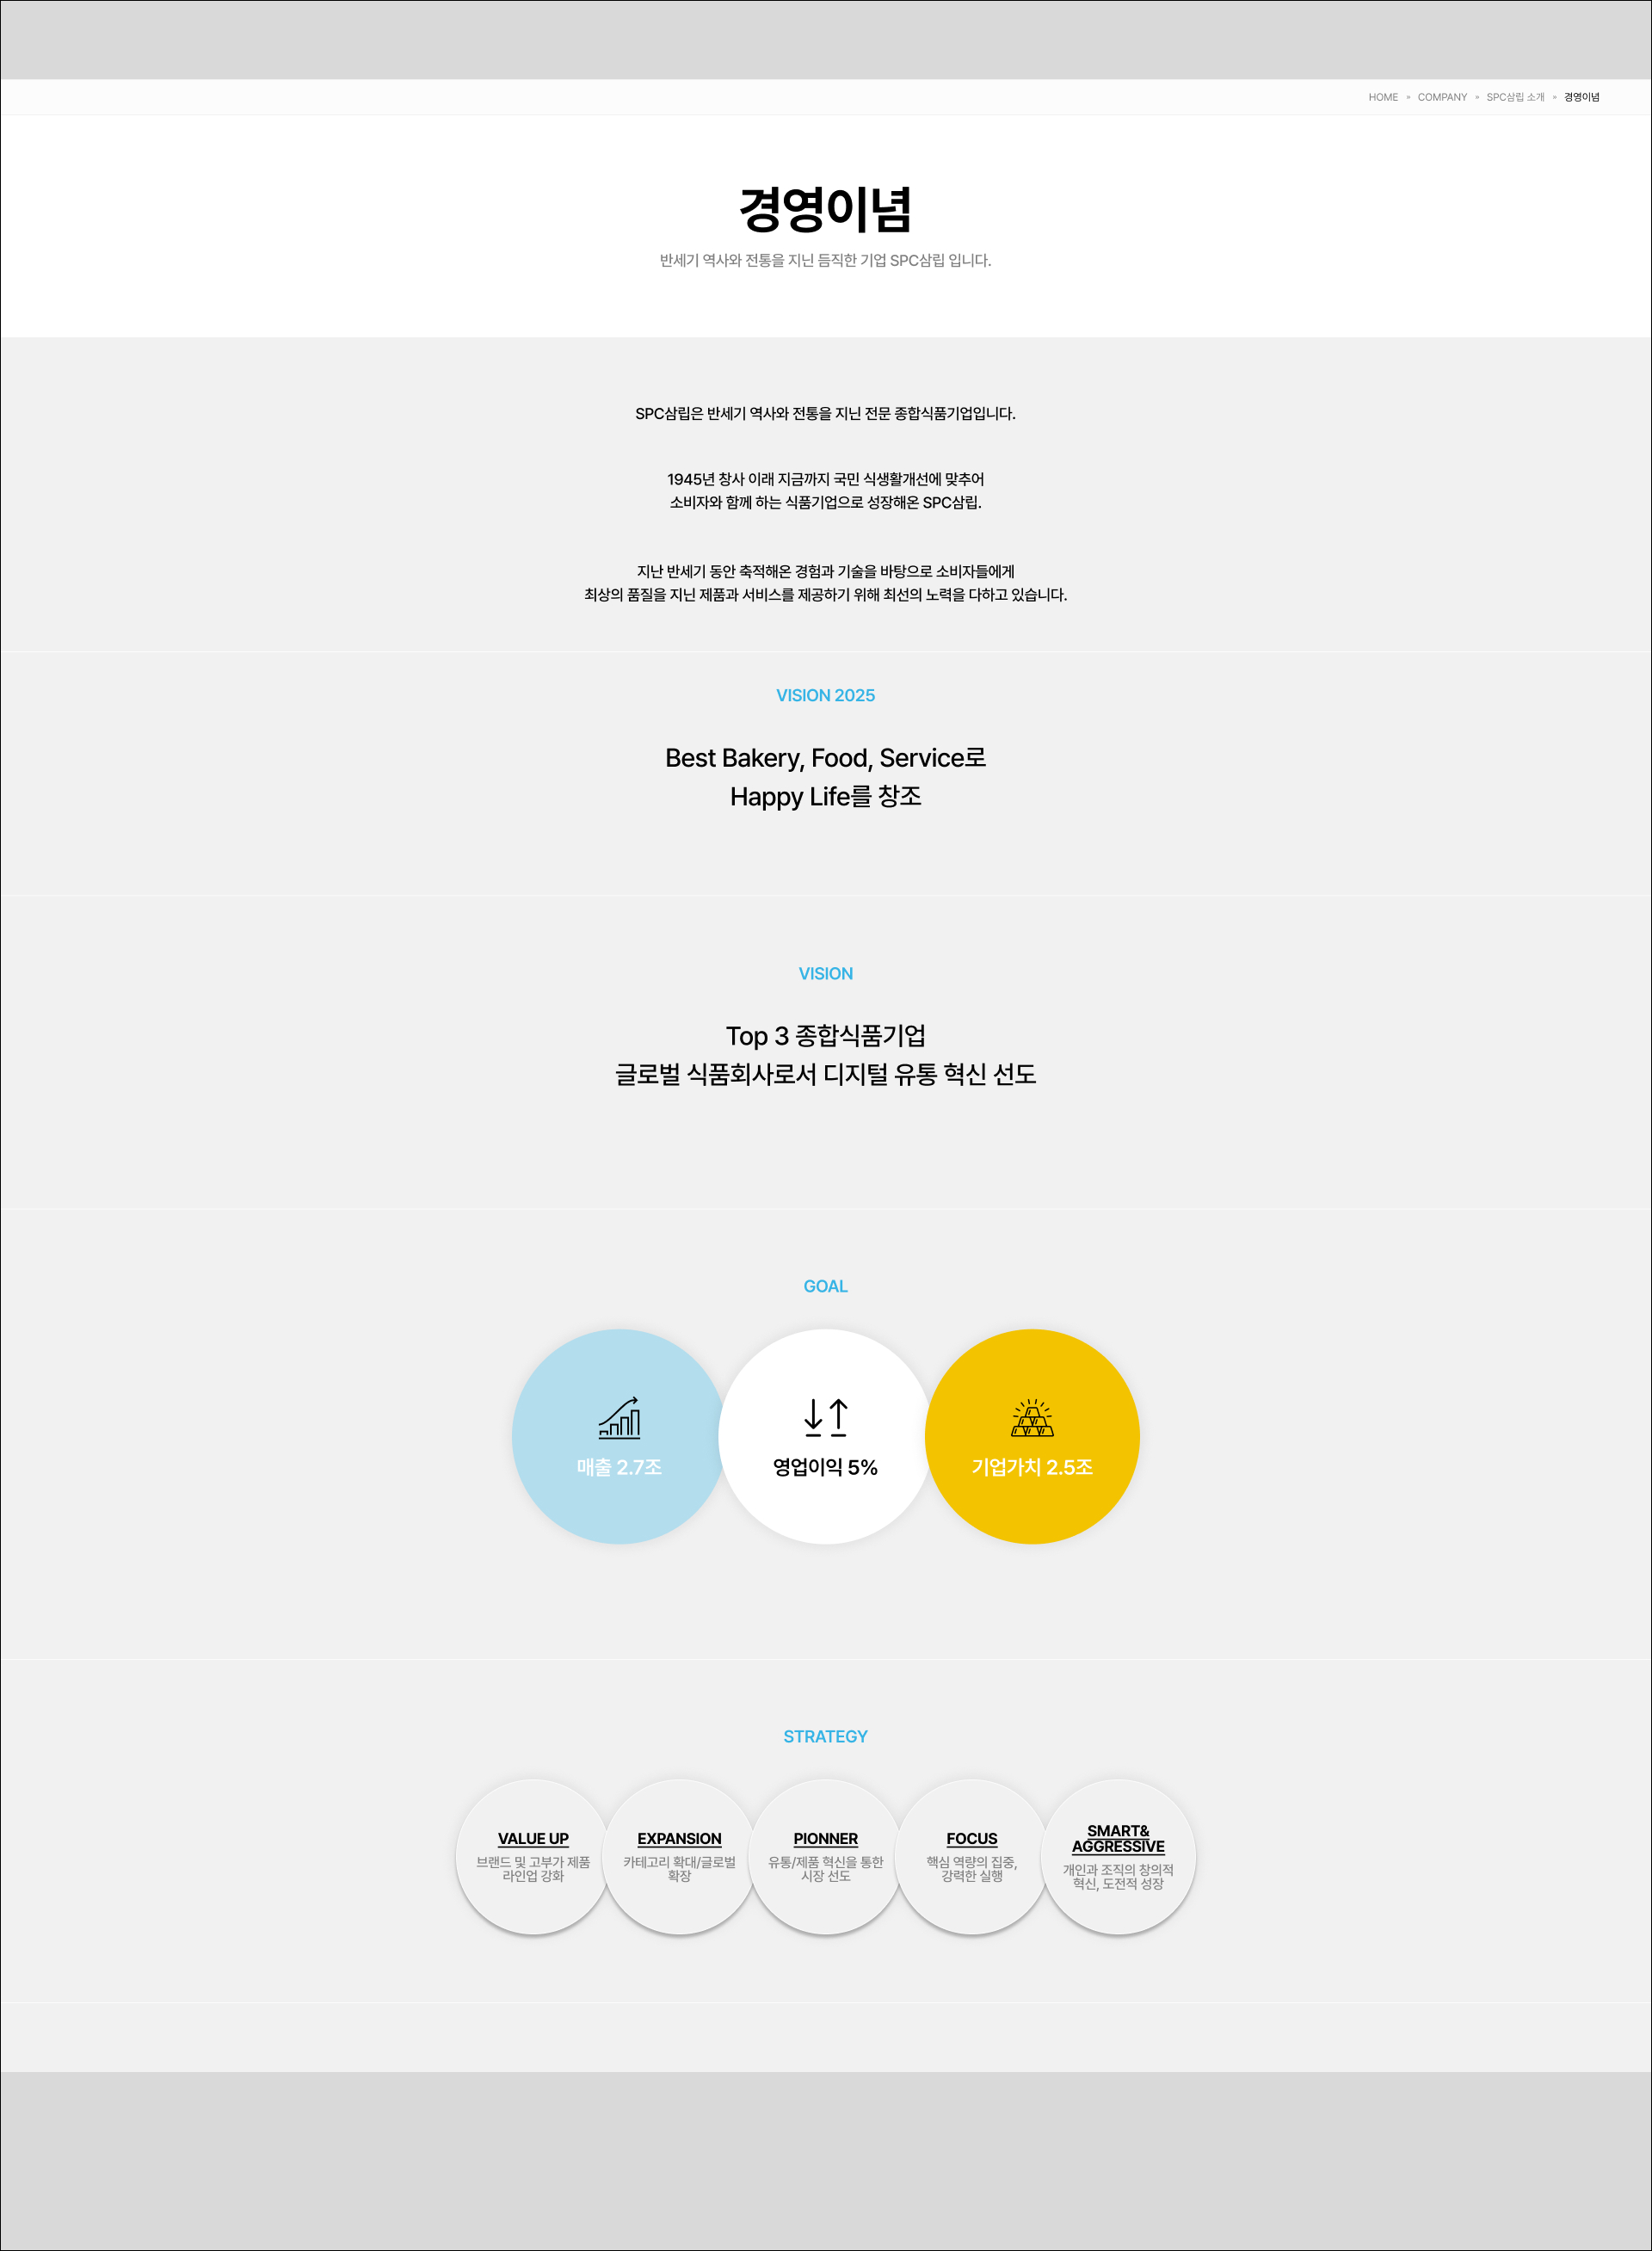 HOME » COMPANY » SPC삼립 소개 » 경영이념
경영이념
반세기 역사와 전통을 지닌 듬직한 기업 SPC삼립 입니다.
SPC삼립은 반세기 역사와 전통을 지닌 전문 종합식품기업입니다.
1945년 창사 이래 지금까지 국민 식생활개선에 맞추어
소비자와 함께 하는 식품기업으로 성장해온 SPC삼립.
지난 반세기 동안 축적해온 경험과 기술을 바탕으로 소비자들에게
최상의 품질을 지닌 제품과 서비스를 제공하기 위해 최선의 노력을 다하고 있습니다.
VISION 2025
Best Bakery, Food, Service로
Happy Life를 창조
VISION
Top 3 종합식품기업
글로벌 식품회사로서 디지털 유통 혁신 선도
GOAL
매출 2.7조
영업이익 5%
기업가치 2.5조
STRATEGY
VALUE UP
브랜드 및 고부가 제품
라인업 강화
EXPANSION
카테고리 확대/글로벌
확장
PIONNER
유통/제품 혁신을 통한
시장 선도
FOCUS
핵심 역량의 집중,
강력한 실행
SMART&
AGGRESSIVE
개인과 조직의 창의적
혁신, 도전적 성장